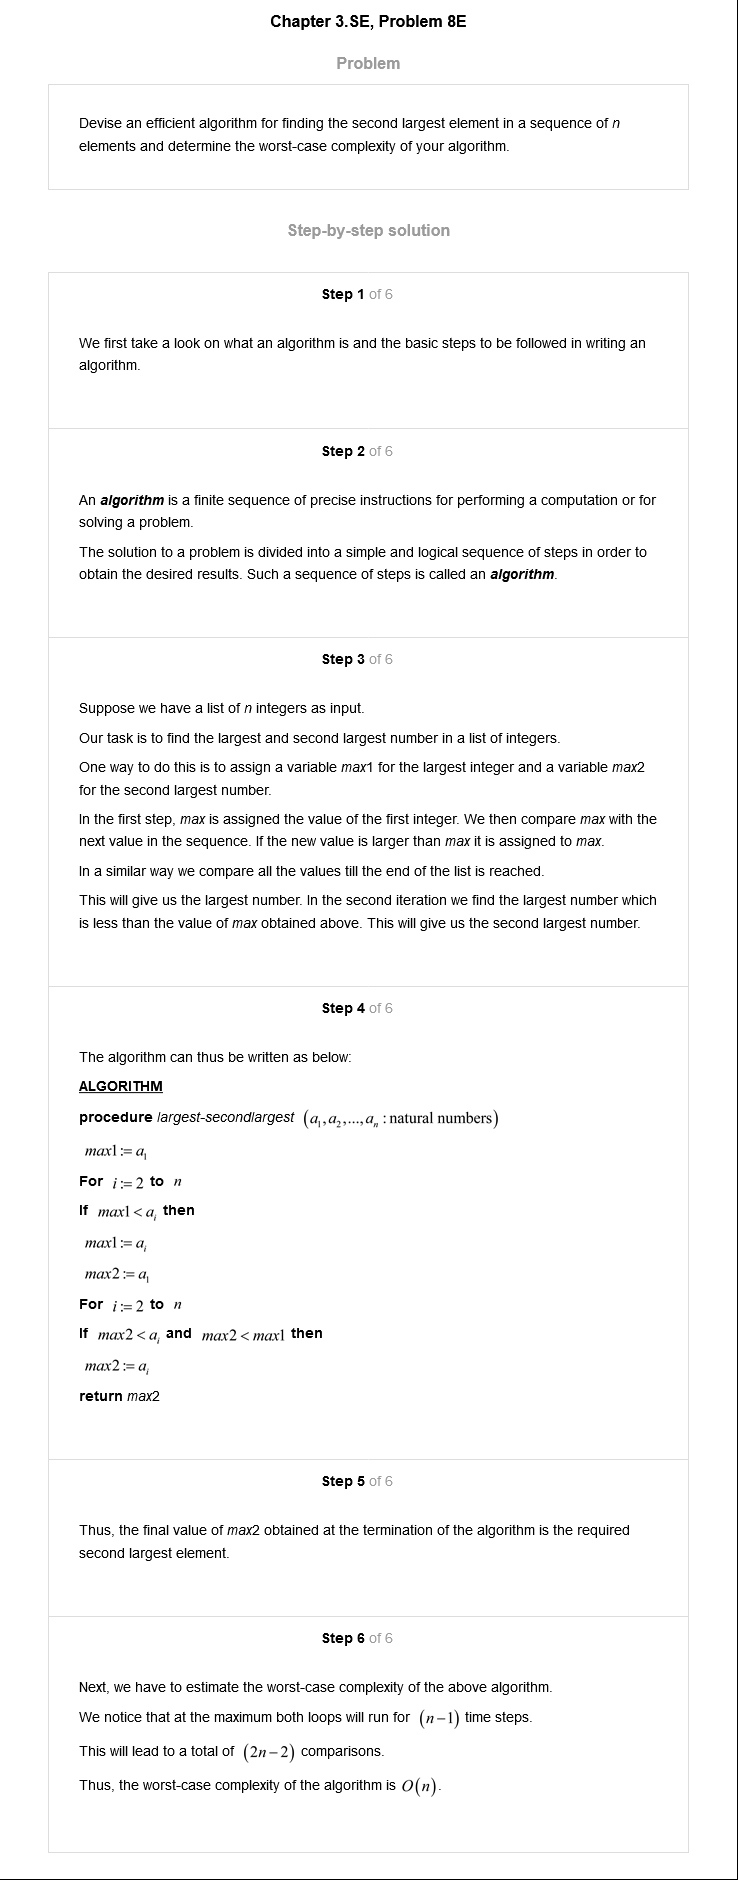 Chapter 3.SE, Problem 8E
Problem
Devise an efficient algorithm for finding the second largest element in a sequence of n
elements and determine the worst-case complexity of your algorithm.
Step-by-step solution
Step 1 of 6
We first take a look on what an algorithm is and the basic steps to be followed in writing an
algorithm.
Step 2 of 6
An algorithm is a finite sequence of precise instructions for performing a computation or for
solving a problem.
The solution to a problem is divided into a simple and logical sequence of steps in order to
obtain the desired results. Such a sequence of steps is called an algorithm.
Step 3 of 6
Suppose we have a list of n integers as input.
Our task is to find the largest and second largest number in a list of integers.
One way to do this is to assign a variable max1 for the largest integer and a variable max2
for the second largest number.
In the first step, max is assigned the value of the first integer. We then compare max with the
next value in the sequence. If the new value is larger than max it is assigned to max.
In a similar way we compare all the values till the end of the list is reached.
This will give us the largest number. In the second iteration we find the largest number which
is less than the value of max obtained above. This will give us the second largest number.
Step 4 of 6
The algorithm can thus be written as below:
ALGORITHM
procedure largest-secondlargest (a₁,a₂,...,aₙ : natural numbers)
max1 := a₁
For i := 2 to n
If max1 < aᵢ then
max1 := aᵢ
max2 := a₁
For i := 2 to n
If max2 < aᵢ and max2 < max1 then
max2 := aᵢ
return max2
Step 5 of 6
Thus, the final value of max2 obtained at the termination of the algorithm is the required
second largest element.
Step 6 of 6
Next, we have to estimate the worst-case complexity of the above algorithm.
We notice that at the maximum both loops will run for (n−1) time steps.
This will lead to a total of (2n−2) comparisons.
Thus, the worst-case complexity of the algorithm is O(n).